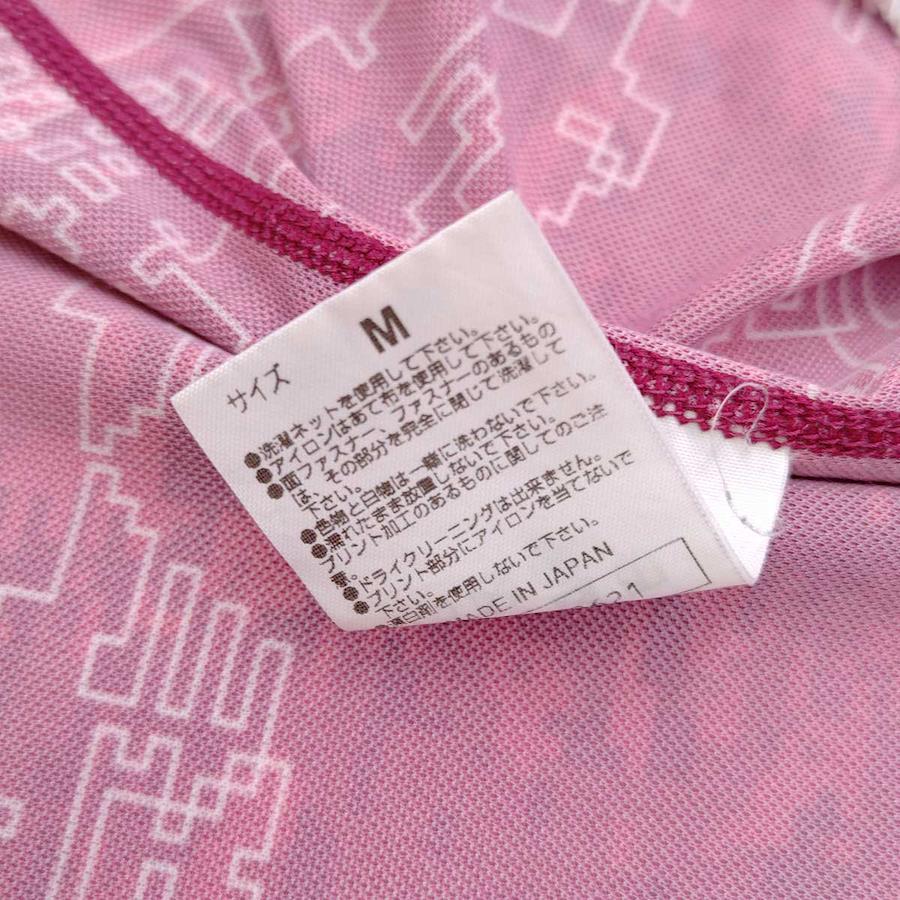 サイズ M
●洗濯ネットを使用して下さい。
●アイロンはあて布を使用して下さい。
●面ファスナー、ファスナーのあるもの
は、その部分を完全に閉じて洗濯して
下さい。
●色物と白物は一緒に洗わないで下さい。
●濡れたまま放置しないで下さい。
プリント加工のあるものに関してのご注
意。
●ドライクリーニングは出来ません。
●プリント部分にアイロンを当てないで
下さい。
●漂白剤を使用しないで下さい。
MADE IN JAPAN